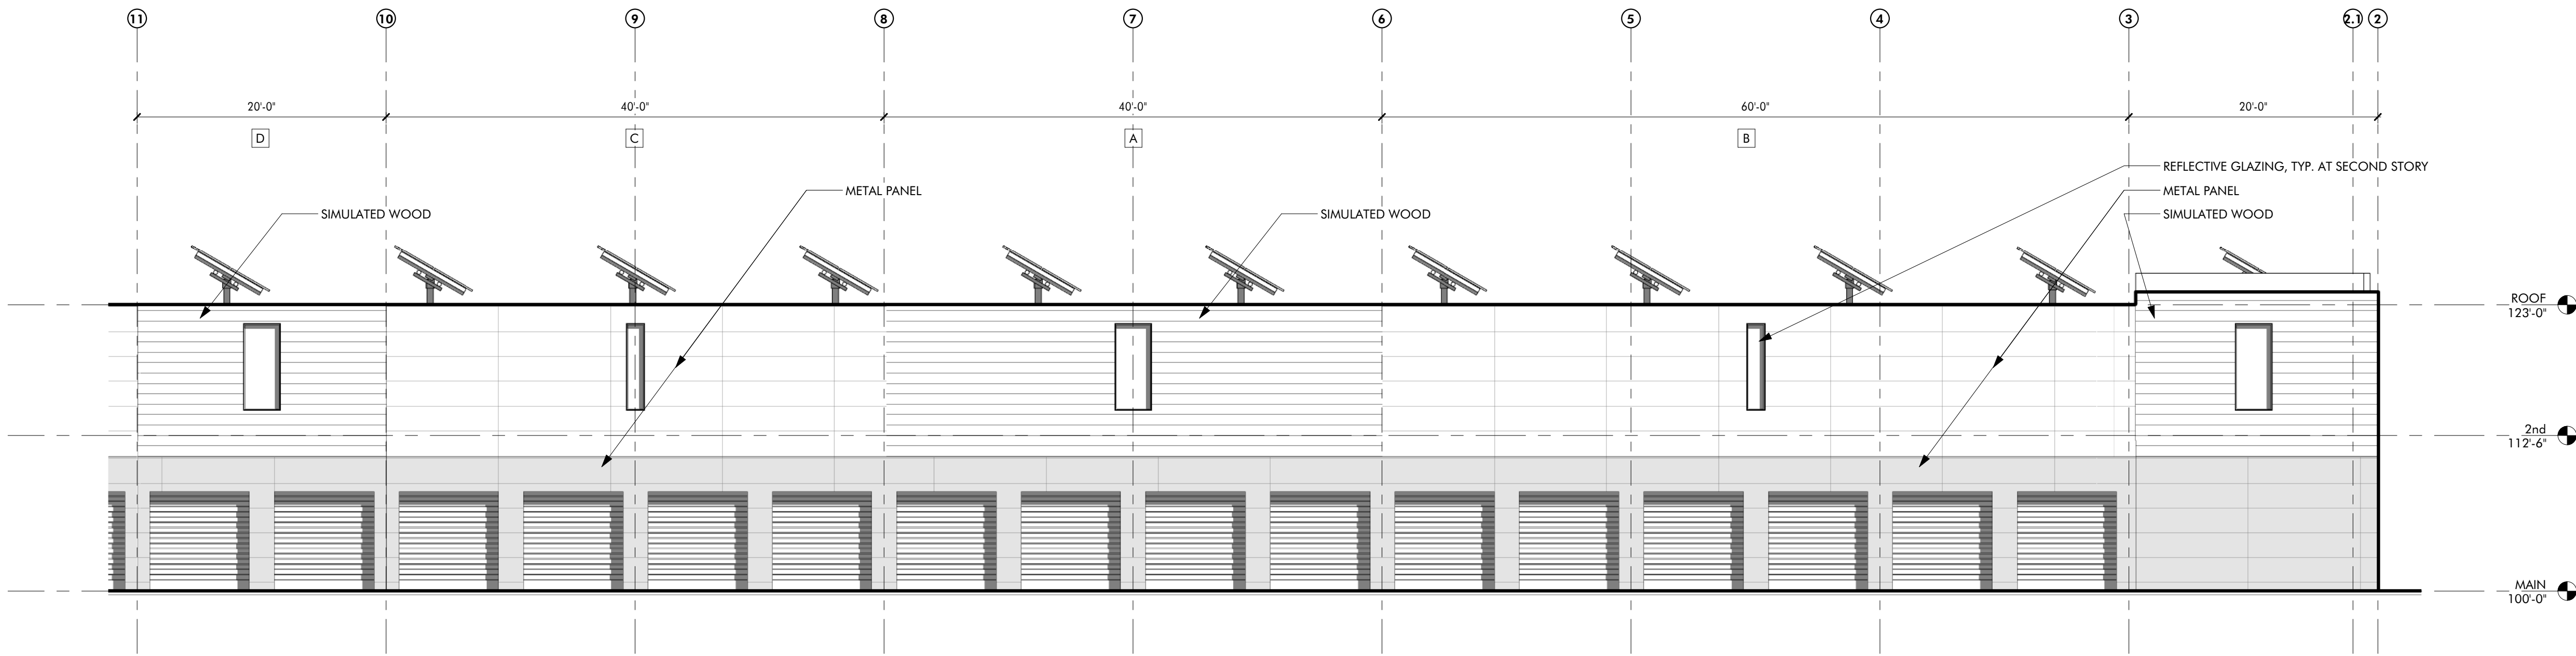 11 10 9 8 7 6 5 4 3 2.1 2
20'-0" 40'-0" 40'-0" 60'-0" 20'-0"
D C A B
REFLECTIVE GLAZING, TYP. AT SECOND STORY
METAL PANEL METAL PANEL
SIMULATED WOOD SIMULATED WOOD SIMULATED WOOD
ROOF
123'-0"
2nd
112'-6"
MAIN
100'-0"